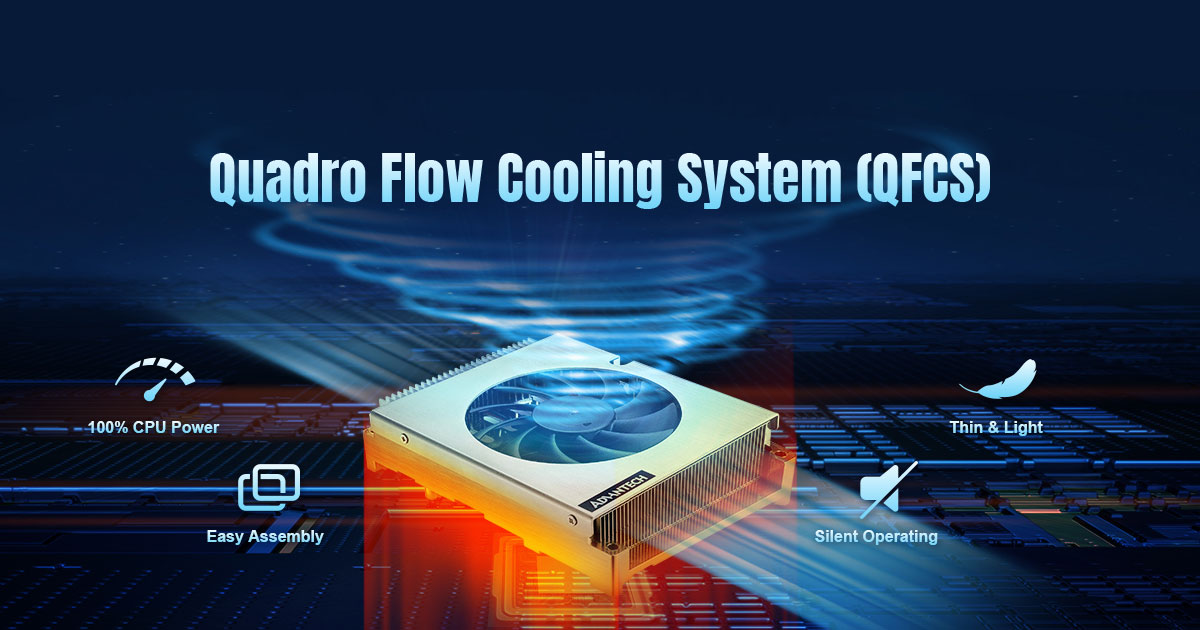 Quadro Flow Cooling System (QFCS)
100% CPU Power
Thin & Light
ADVANTECH
Easy Assembly
Silent Operating